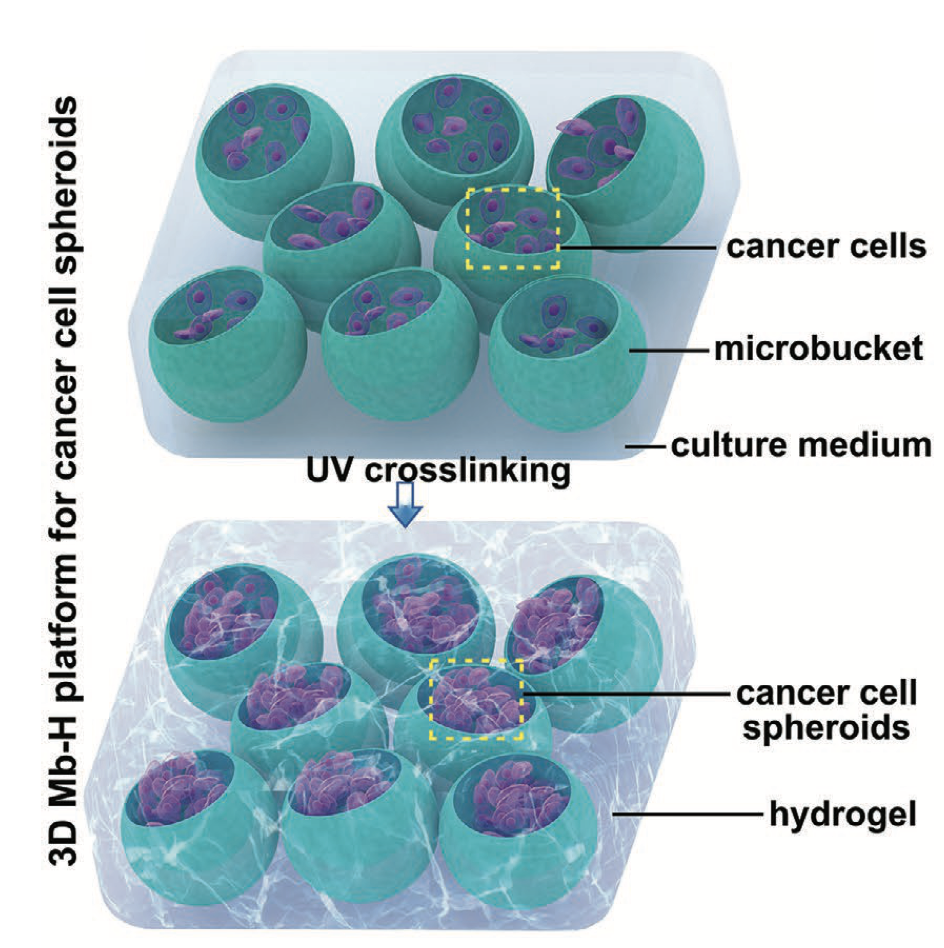 3D Mb-H platform for cancer cell spheroids
cancer cells
microbucket
culture medium
UV crosslinking
cancer cell
spheroids
hydrogel